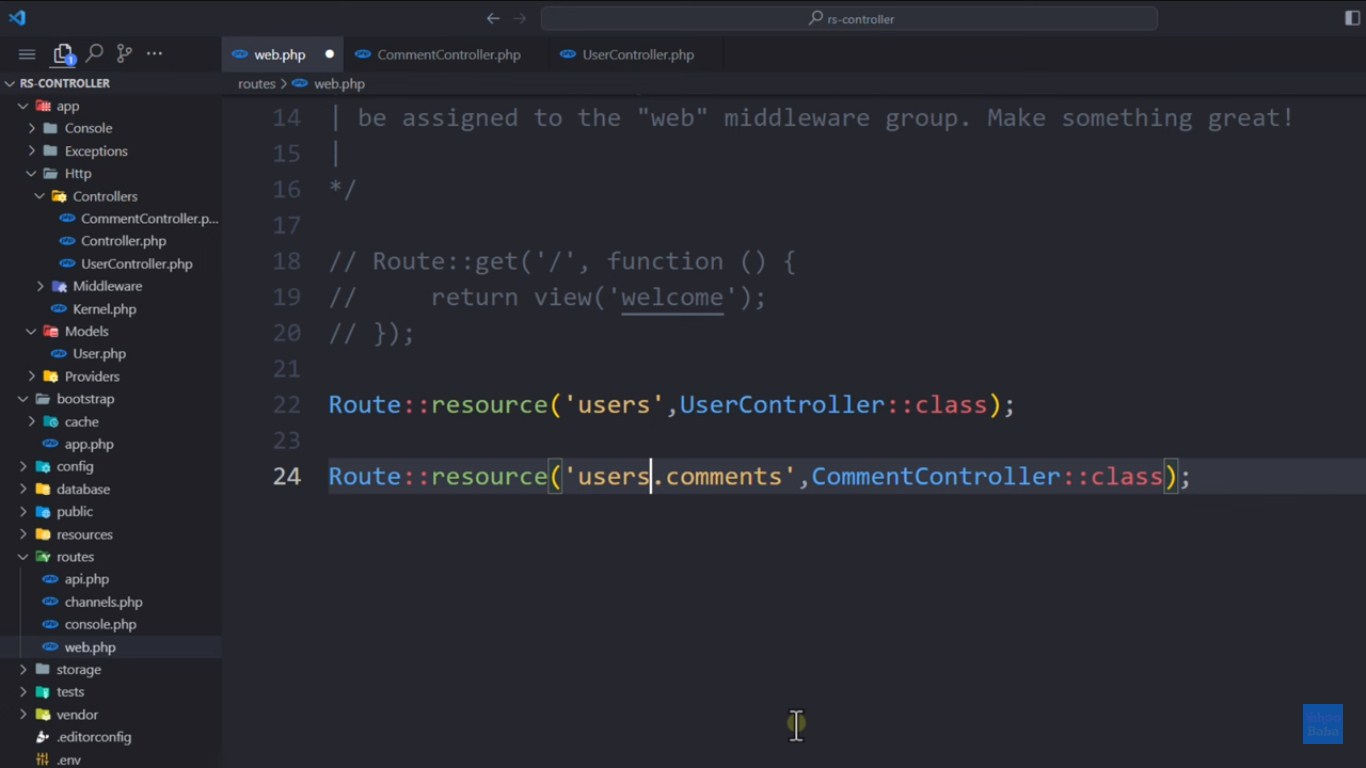 rs-controller
web.php
CommentController.php
UserController.php
RS-CONTROLLER
routes > web.php
app
Console
Exceptions
Http
Controllers
CommentController.p...
Controller.php
UserController.php
Middleware
Kernel.php
Models
User.php
Providers
bootstrap
cache
app.php
config
database
public
resources
routes
api.php
channels.php
console.php
web.php
storage
tests
vendor
.editorconfig
.env
14 | be assigned to the "web" middleware group. Make something great!
15 |
16 */
17
18 // Route::get('/', function () {
19 //     return view('welcome');
20 // });
21
22 Route::resource('users',UserController::class);
23
24 Route::resource('users.comments',CommentController::class);
1
Baba